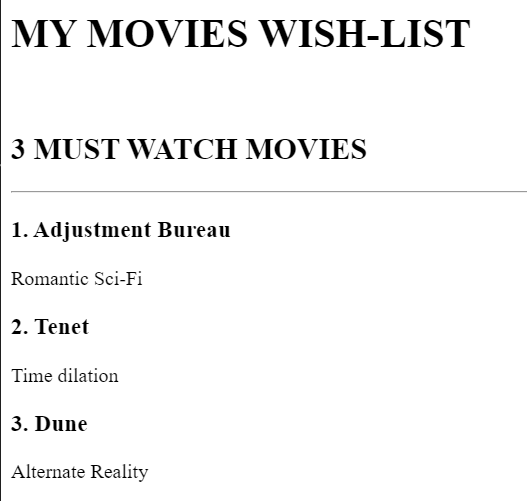 MY MOVIES WISH-LIST
3 MUST WATCH MOVIES
1. Adjustment Bureau
Romantic Sci-Fi
2. Tenet
Time dilation
3. Dune
Alternate Reality